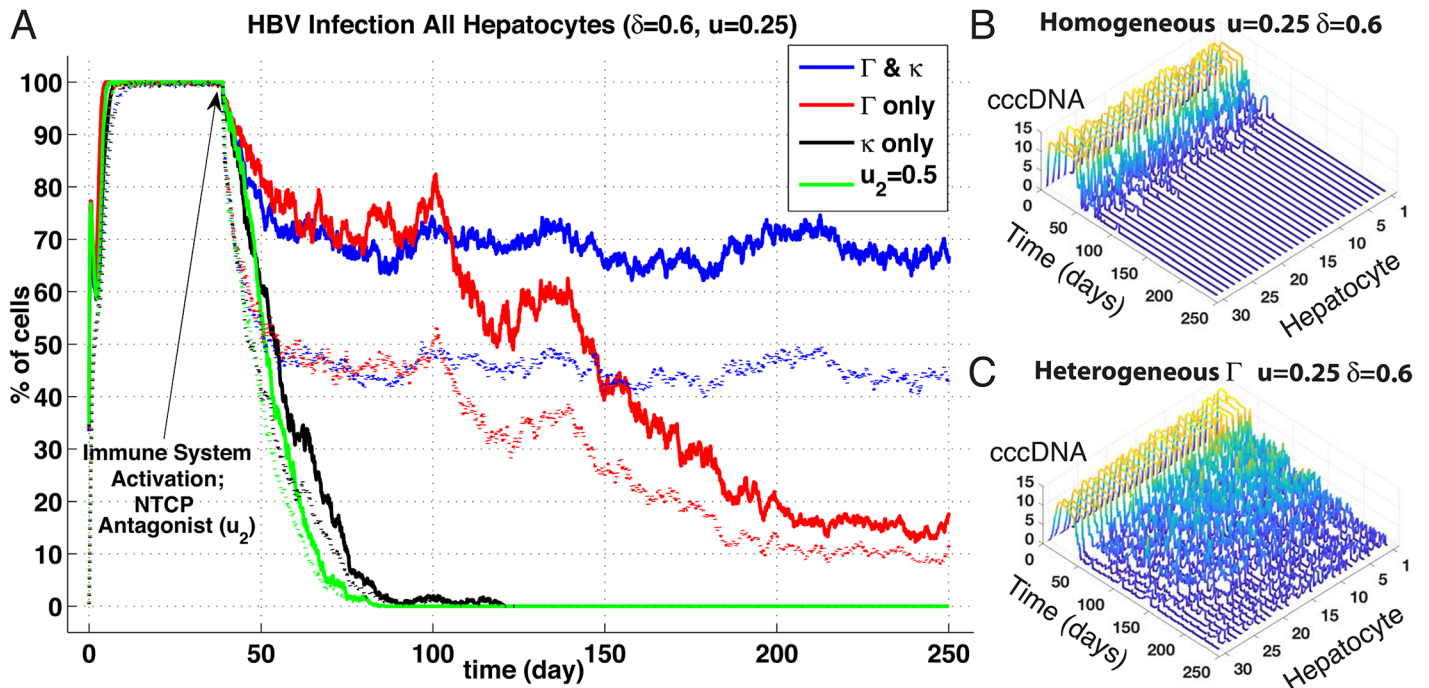 A
HBV Infection All Hepatocytes (δ=0.6, u=0.25)
% of cells
100
90
80
70
60
50
40
30
20
10
0
0
50
100
150
200
250
time (day)
Γ & κ
Γ only
κ only
u2=0.5
Immune System
Activation;
NTCP
Antagonist (u2)
B
Homogeneous u=0.25 δ=0.6
cccDNA
15
10
5
0
0
50
100
150
200
250
Time (days)
30
25
20
15
10
5
1
Hepatocyte
C
Heterogeneous Γ u=0.25 δ=0.6
cccDNA
15
10
5
0
0
50
100
150
200
250
Time (days)
30
25
20
15
10
5
1
Hepatocyte